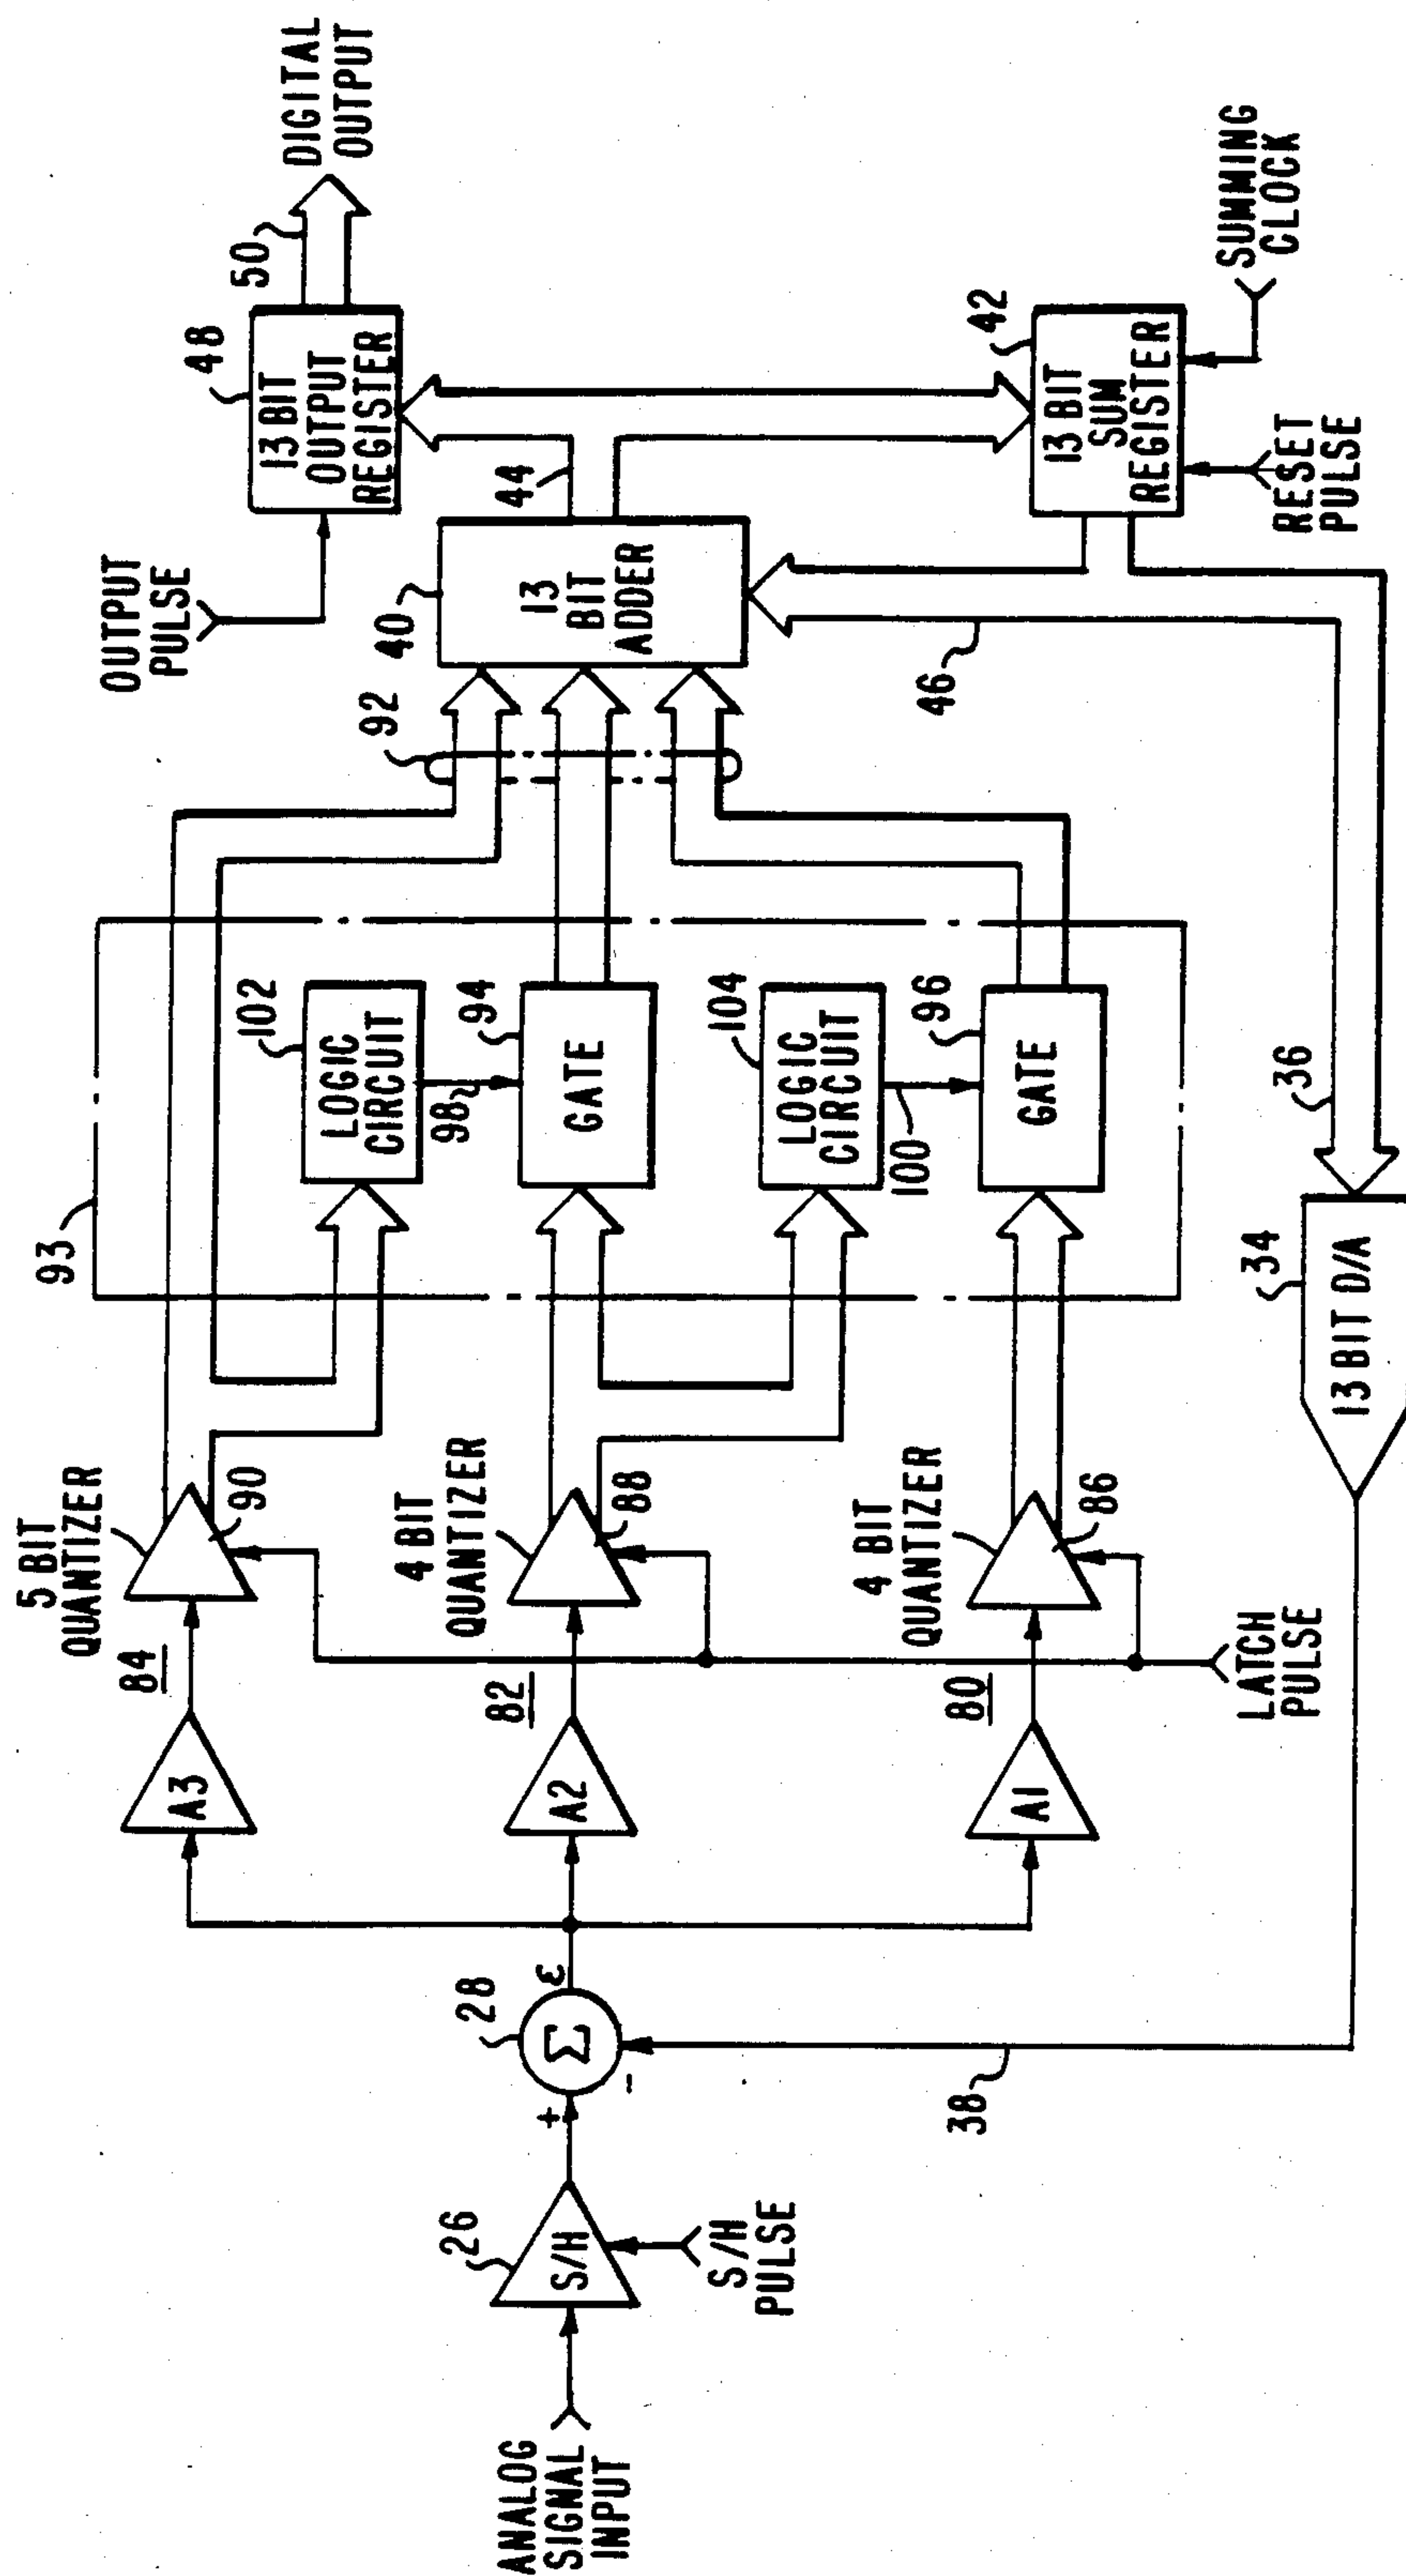 ANALOG
SIGNAL
INPUT
26
S/H
S/H
PULSE
+
-
28
Σ
ε
38
A3
A2
A1
84
82
80
5 BIT
QUANTIZER
90
4 BIT
QUANTIZER
88
4 BIT
QUANTIZER
86
LATCH
PULSE
93
102
LOGIC
CIRCUIT
98
94
GATE
104
LOGIC
CIRCUIT
100
96
GATE
34
13 BIT D/A
36
92
46
OUTPUT
PULSE
40
13
BIT
ADDER
44
48
13 BIT
OUTPUT
REGISTER
50
DIGITAL
OUTPUT
42
13 BIT
SUM
REGISTER
RESET
PULSE
SUMMING
CLOCK